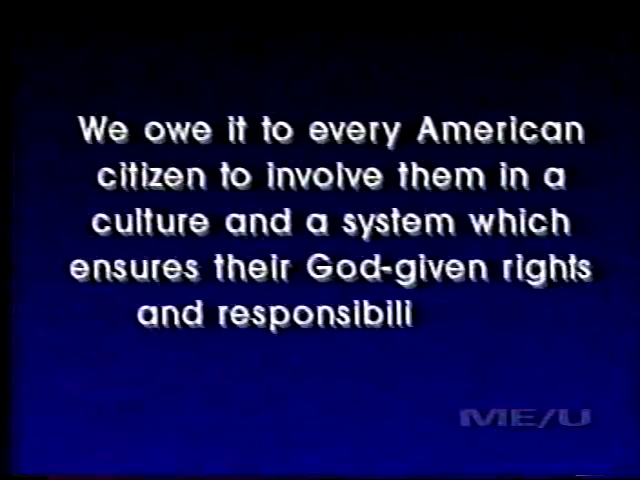 We owe it to every American
citizen to involve them in a
culture and a system which
ensures their God-given rights
and responsibili
ME/U